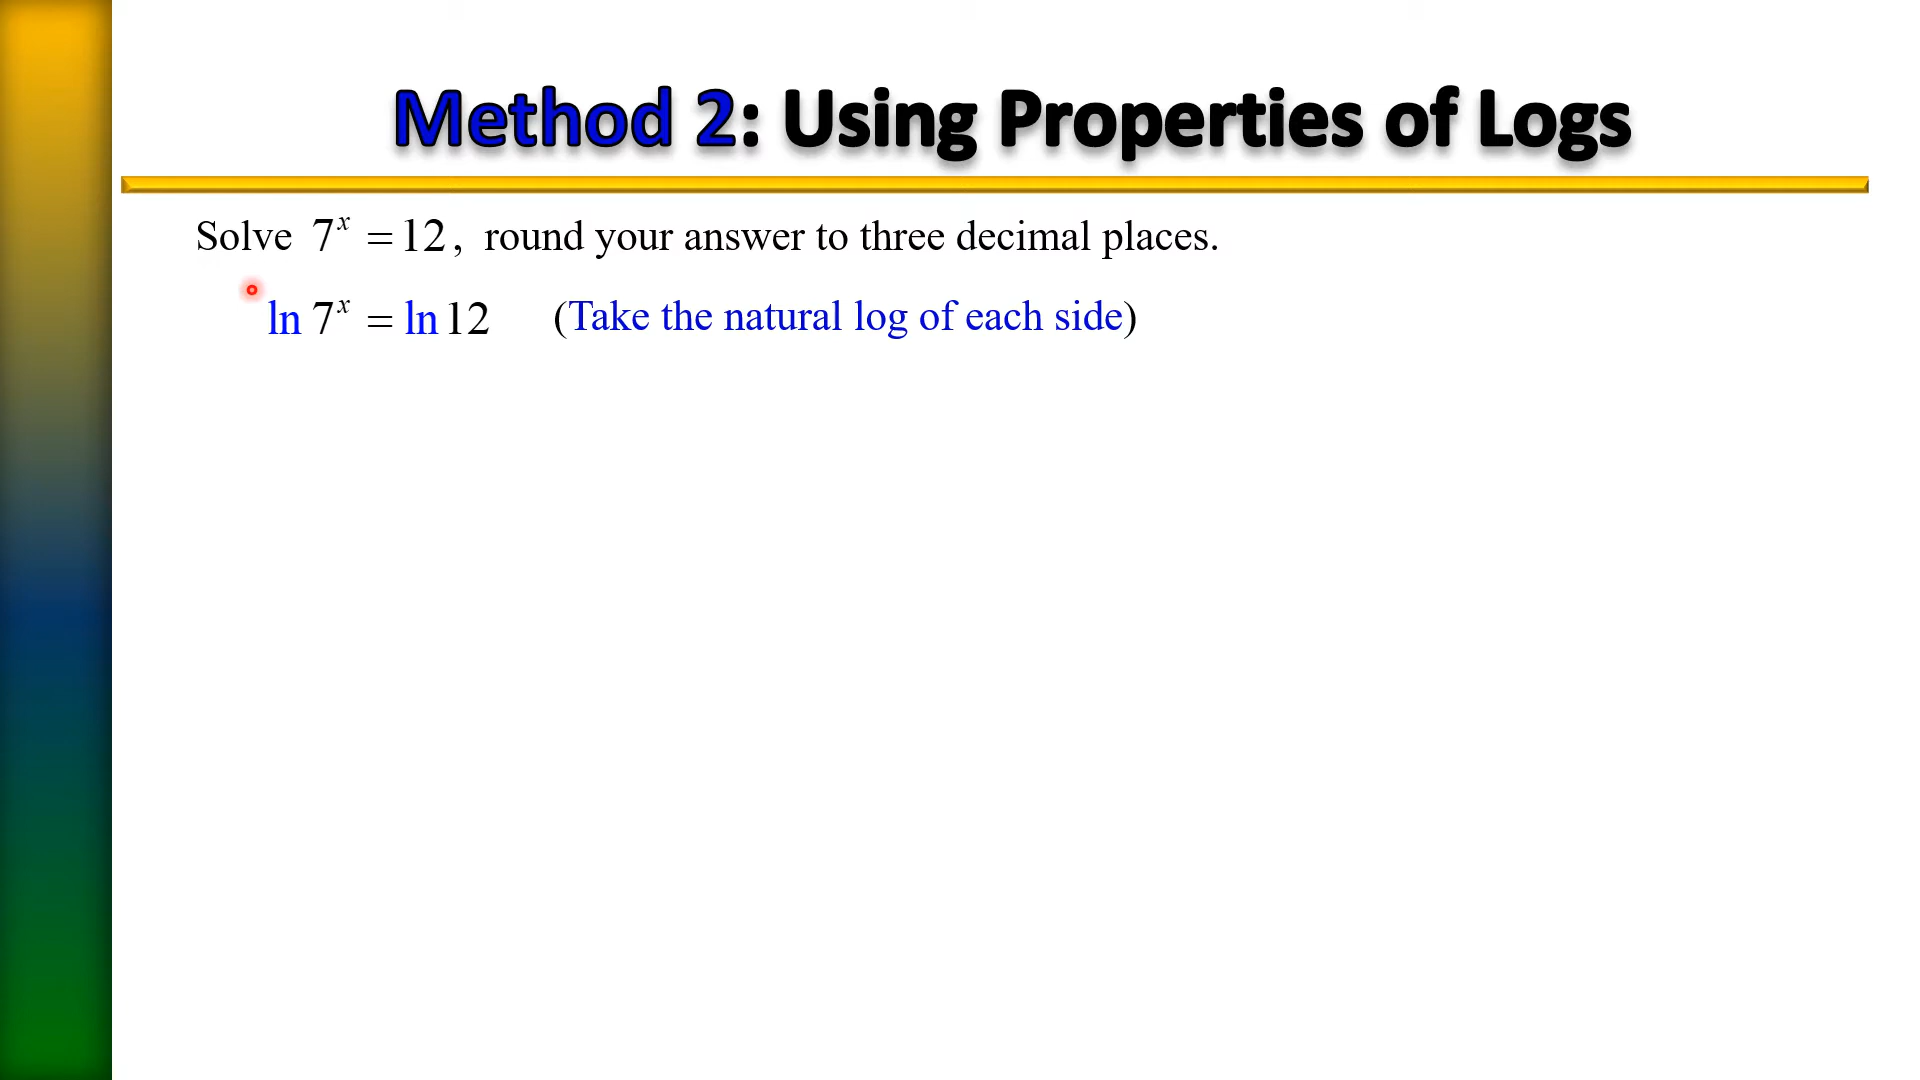 Method 2: Using Properties of Logs
Solve 7^x = 12, round your answer to three decimal places.
ln 7^x = ln 12 (Take the natural log of each side)